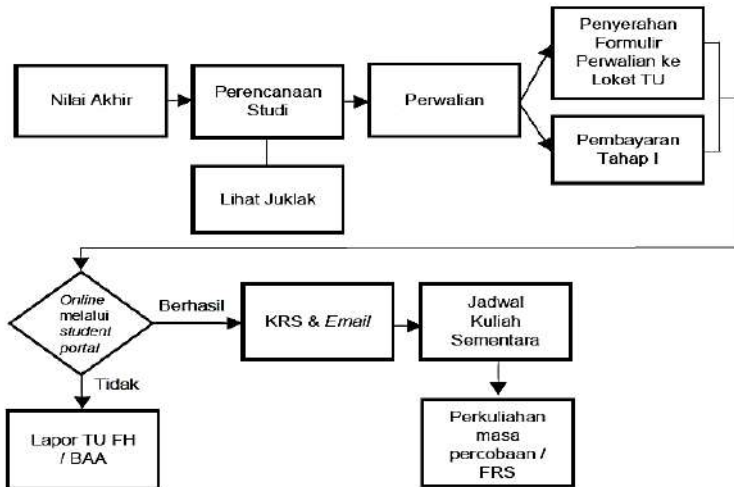 Nilai Akhir
Perencanaan
Studi
Perwalian
Penyerahan
Formulir
Perwalian ke
Loket TU
Pembayaran
Tahap I
Lihat Juklak
Online
melalui
student
portal
Berhasil
KRS & Email
Jadwal
Kuliah
Sementara
Tidak
Lapor TU FH
/ BAA
Perkuliahan
masa
percobaan /
FRS